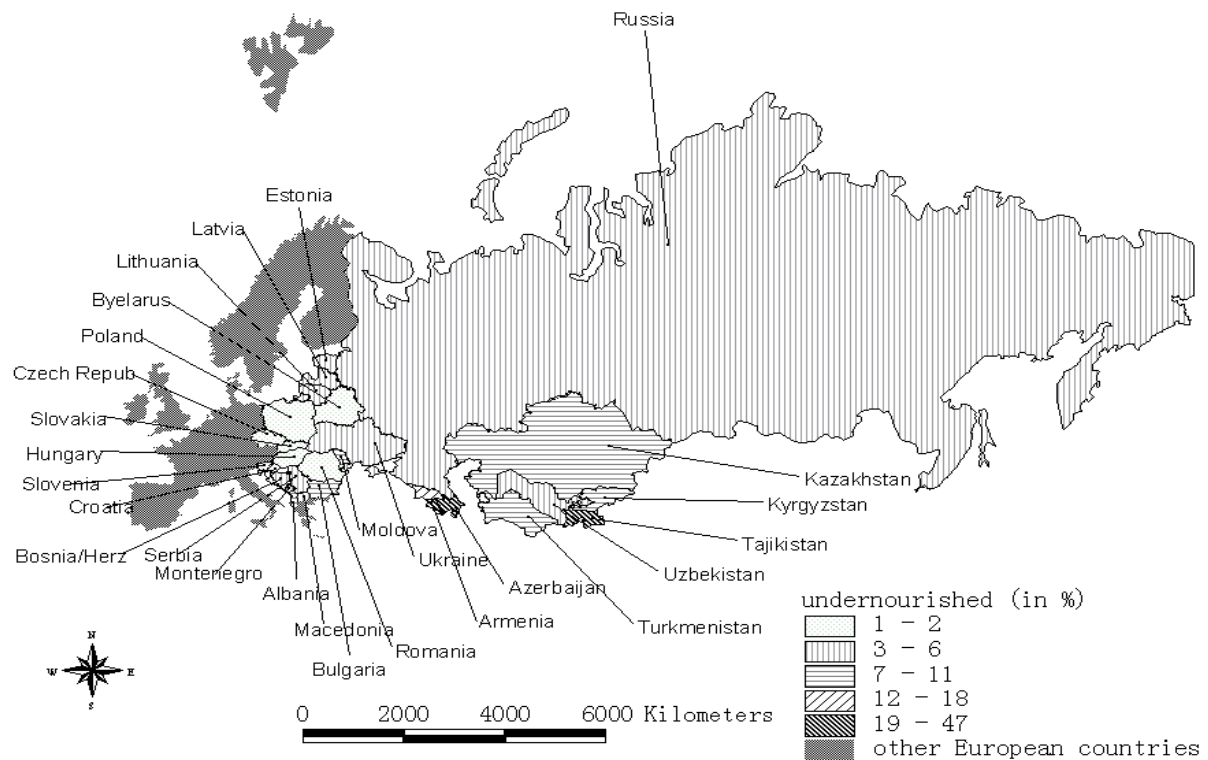 Russia
Estonia
Latvia
Lithuania
Byelarus
Poland
Czech Repub
Slovakia
Hungary
Slovenia
Croatia
Bosnia/Herz
Serbia
Montenegro
Albania
Macedonia
Bulgaria
Romania
Moldova
Ukraine
Armenia
Azerbaijan
Turkmenistan
Uzbekistan
Tajikistan
Kyrgyzstan
Kazakhstan
undernourished (in %)
1 - 2
3 - 6
7 - 11
12 - 18
19 - 47
other European countries
N
W E
S
0 2000 4000 6000 Kilometers